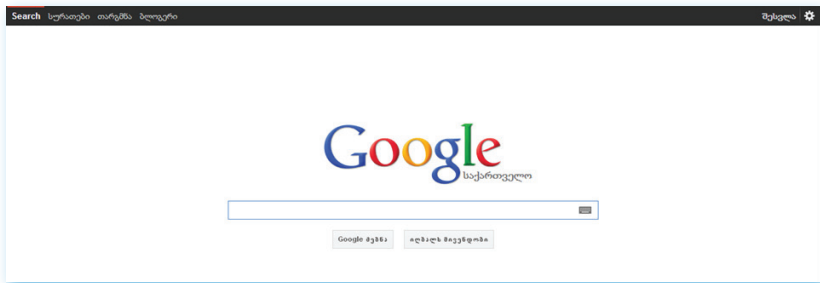 Search სურათები თარგმნა ბლოგერი შესვლა
Google
საქართველო
Google ძებნა იღბალს მივენდობი